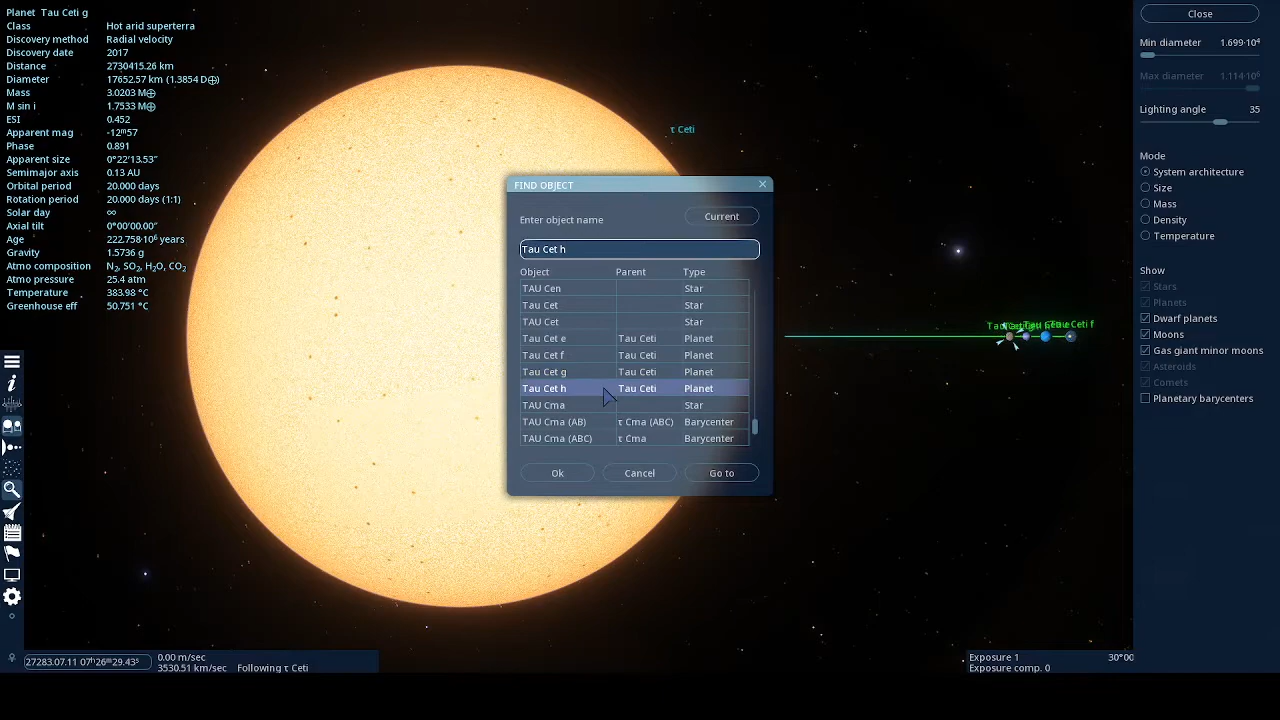 Planet Tau Ceti g
Class Hot arid superterra
Discovery method Radial velocity
Discovery date 2017
Distance 2730415.26 km
Diameter 17652.57 km (1.3854 D⊕)
Mass 3.0203 M⊕
M sin i 1.7533 M⊕
ESI 0.452
Apparent mag -12ᵐ57
Phase 0.891
Apparent size 0°22′13.53″
Semimajor axis 0.13 AU
Orbital period 20.000 days
Rotation period 20.000 days (1:1)
Solar day ∞
Axial tilt 0°00′00.00″
Age 222.758·10⁶ years
Gravity 1.5736 g
Atmo composition N₂, SO₂, H₂O, CO₂
Atmo pressure 25.4 atm
Temperature 383.98 °C
Greenhouse eff 50.751 °C
τ Ceti
FIND OBJECT
Enter object name Current
Tau Cet h
Object Parent Type
TAU Cen Star
Tau Cet Star
TAU Cet Star
Tau Cet e Tau Ceti Planet
Tau Cet f Tau Ceti Planet
Tau Cet g Tau Ceti Planet
Tau Cet h Tau Ceti Planet
TAU Cma Star
TAU Cma (AB) τ Cma (ABC) Barycenter
TAU Cma (ABC) τ Cma Barycenter
Ok Cancel Go to
Close
Min diameter 1.699·10⁴
Max diameter 1.114·10⁶
Lighting angle 35
Mode
System architecture
Size
Mass
Density
Temperature
Show
Stars
Planets
Dwarf planets
Moons
Gas giant minor moons
Asteroids
Comets
Planetary barycenters
27283.07.11 07ʰ26ᵐ29.43ˢ
0.00 m/sec
3530.51 km/sec Following τ Ceti
Exposure 1 30°00
Exposure comp. 0